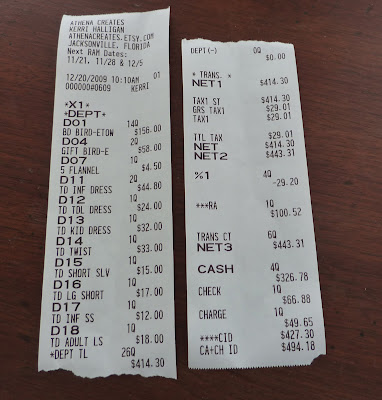 ATHENA CREATES
KERRI HALLIGAN
ATHENACREATES.ETSY.COM
JACKSONVILLE, FLORIDA
Next RAM Dates:
11/21, 11/28 & 12/5
12/20/2009 10:10AM 01
000000#0609 KERRI
*X1*
*DEPT*
D01 14Q
BD BIRD-ETOW $156.00
D04 2Q
GIFT BIRD-E $58.00
D07 1Q
5 FLANNEL $4.50
D11 2Q
TD INF DRESS $44.80
D12 1Q
TD TDL DRESS $24.00
D13 1Q
TD KID DRESS $32.00
D14 1Q
TD TWIST $33.00
D15 1Q
TD SHORT SLV $15.00
D16 1Q
TD LG SHORT $17.00
D17 1Q
TD INF SS $12.00
D18 1Q
TD ADULT LS $18.00
*DEPT TL 26Q
$414.30
DEPT(-) 0Q
$0.00
* TRANS. *
NET1 $414.30
TAX1 ST $414.30
GRS TAX1 $29.01
TAX1 $29.01
TTL TAX $29.01
NET $414.30
NET2 $443.31
%1 4Q
-29.20
***RA 1Q
$100.52
TRANS CT 6Q
NET3 $443.31
CASH 4Q
$326.78
CHECK 1Q
$66.88
CHARGE 1Q
$49.65
****CID $427.30
CA+CH ID $494.18